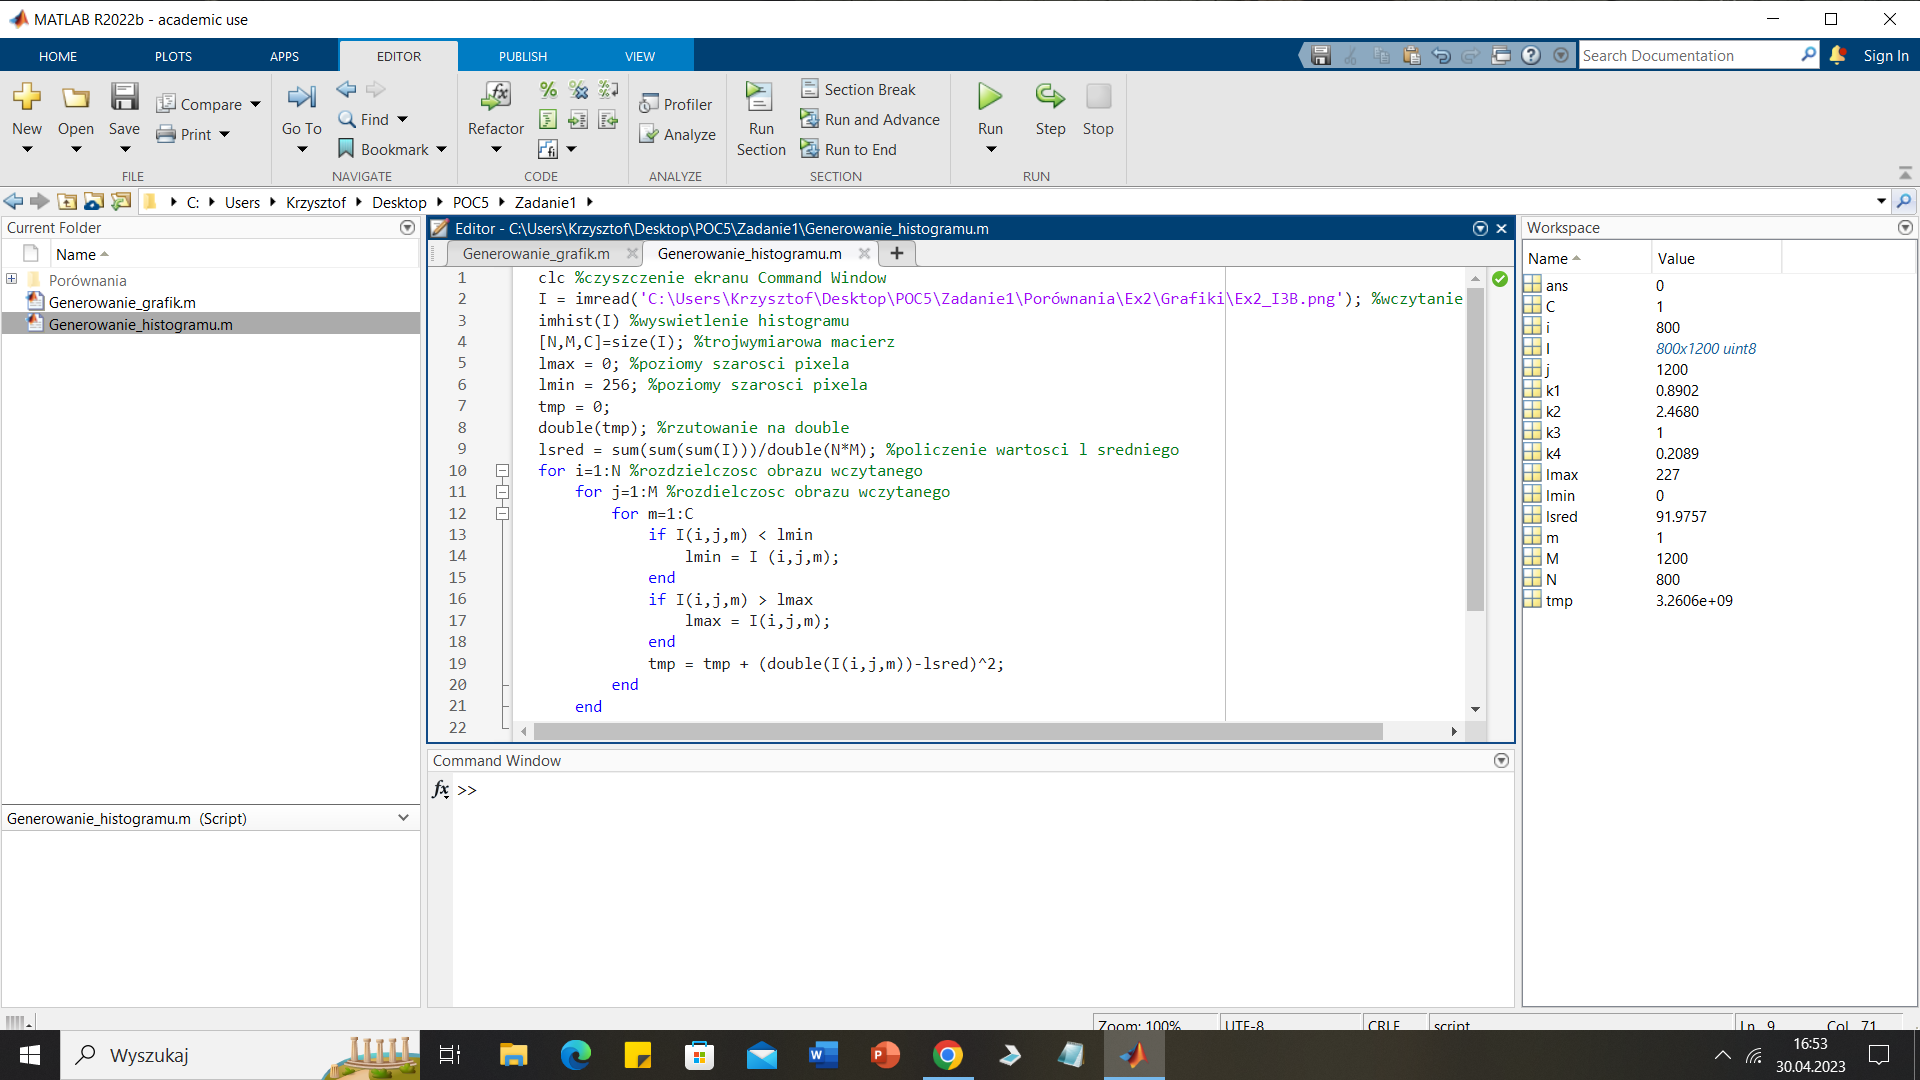 MATLAB R2022b - academic use
HOME PLOTS APPS EDITOR PUBLISH VIEW Search Documentation Sign In
New Open Save Compare Print Go To Find Bookmark Refactor Profiler Analyze Run Section Section Break Run and Advance Run to End Run Step Stop
FILE NAVIGATE CODE ANALYZE SECTION RUN
C: Users Krzysztof Desktop POC5 Zadanie1
Current Folder
Name
Porównania
Generowanie_grafik.m
Generowanie_histogramu.m
Generowanie_histogramu.m (Script)
Editor - C:\Users\Krzysztof\Desktop\POC5\Zadanie1\Generowanie_histogramu.m
Generowanie_grafik.m Generowanie_histogramu.m
1 clc %czyszczenie ekranu Command Window
2 I = imread('C:\Users\Krzysztof\Desktop\POC5\Zadanie1\Porównania\Ex2\Grafiki\Ex2_I3B.png'); %wczytanie
3 imhist(I) %wyswietlenie histogramu
4 [N,M,C]=size(I); %trojwymiarowa macierz
5 lmax = 0; %poziomy szarosci pixela
6 lmin = 256; %poziomy szarosci pixela
7 tmp = 0;
8 double(tmp); %rzutowanie na double
9 lsred = sum(sum(sum(I)))/double(N*M); %policzenie wartosci l sredniego
10 for i=1:N %rozdzielczosc obrazu wczytanego
11 for j=1:M %rozdielczosc obrazu wczytanego
12 for m=1:C
13 if I(i,j,m) < lmin
14 lmin = I (i,j,m);
15 end
16 if I(i,j,m) > lmax
17 lmax = I(i,j,m);
18 end
19 tmp = tmp + (double(I(i,j,m))-lsred)^2;
20 end
21 end
22
Command Window
fx >>
Workspace
Name Value
ans 0
C 1
i 800
I 800x1200 uint8
j 1200
k1 0.8902
k2 2.4680
k3 1
k4 0.2089
lmax 227
lmin 0
lsred 91.9757
m 1
M 1200
N 800
tmp 3.2606e+09
Zoom: 100% UTF-8 CRLF script Ln 9 Col 71
Wyszukaj
16:53
30.04.2023